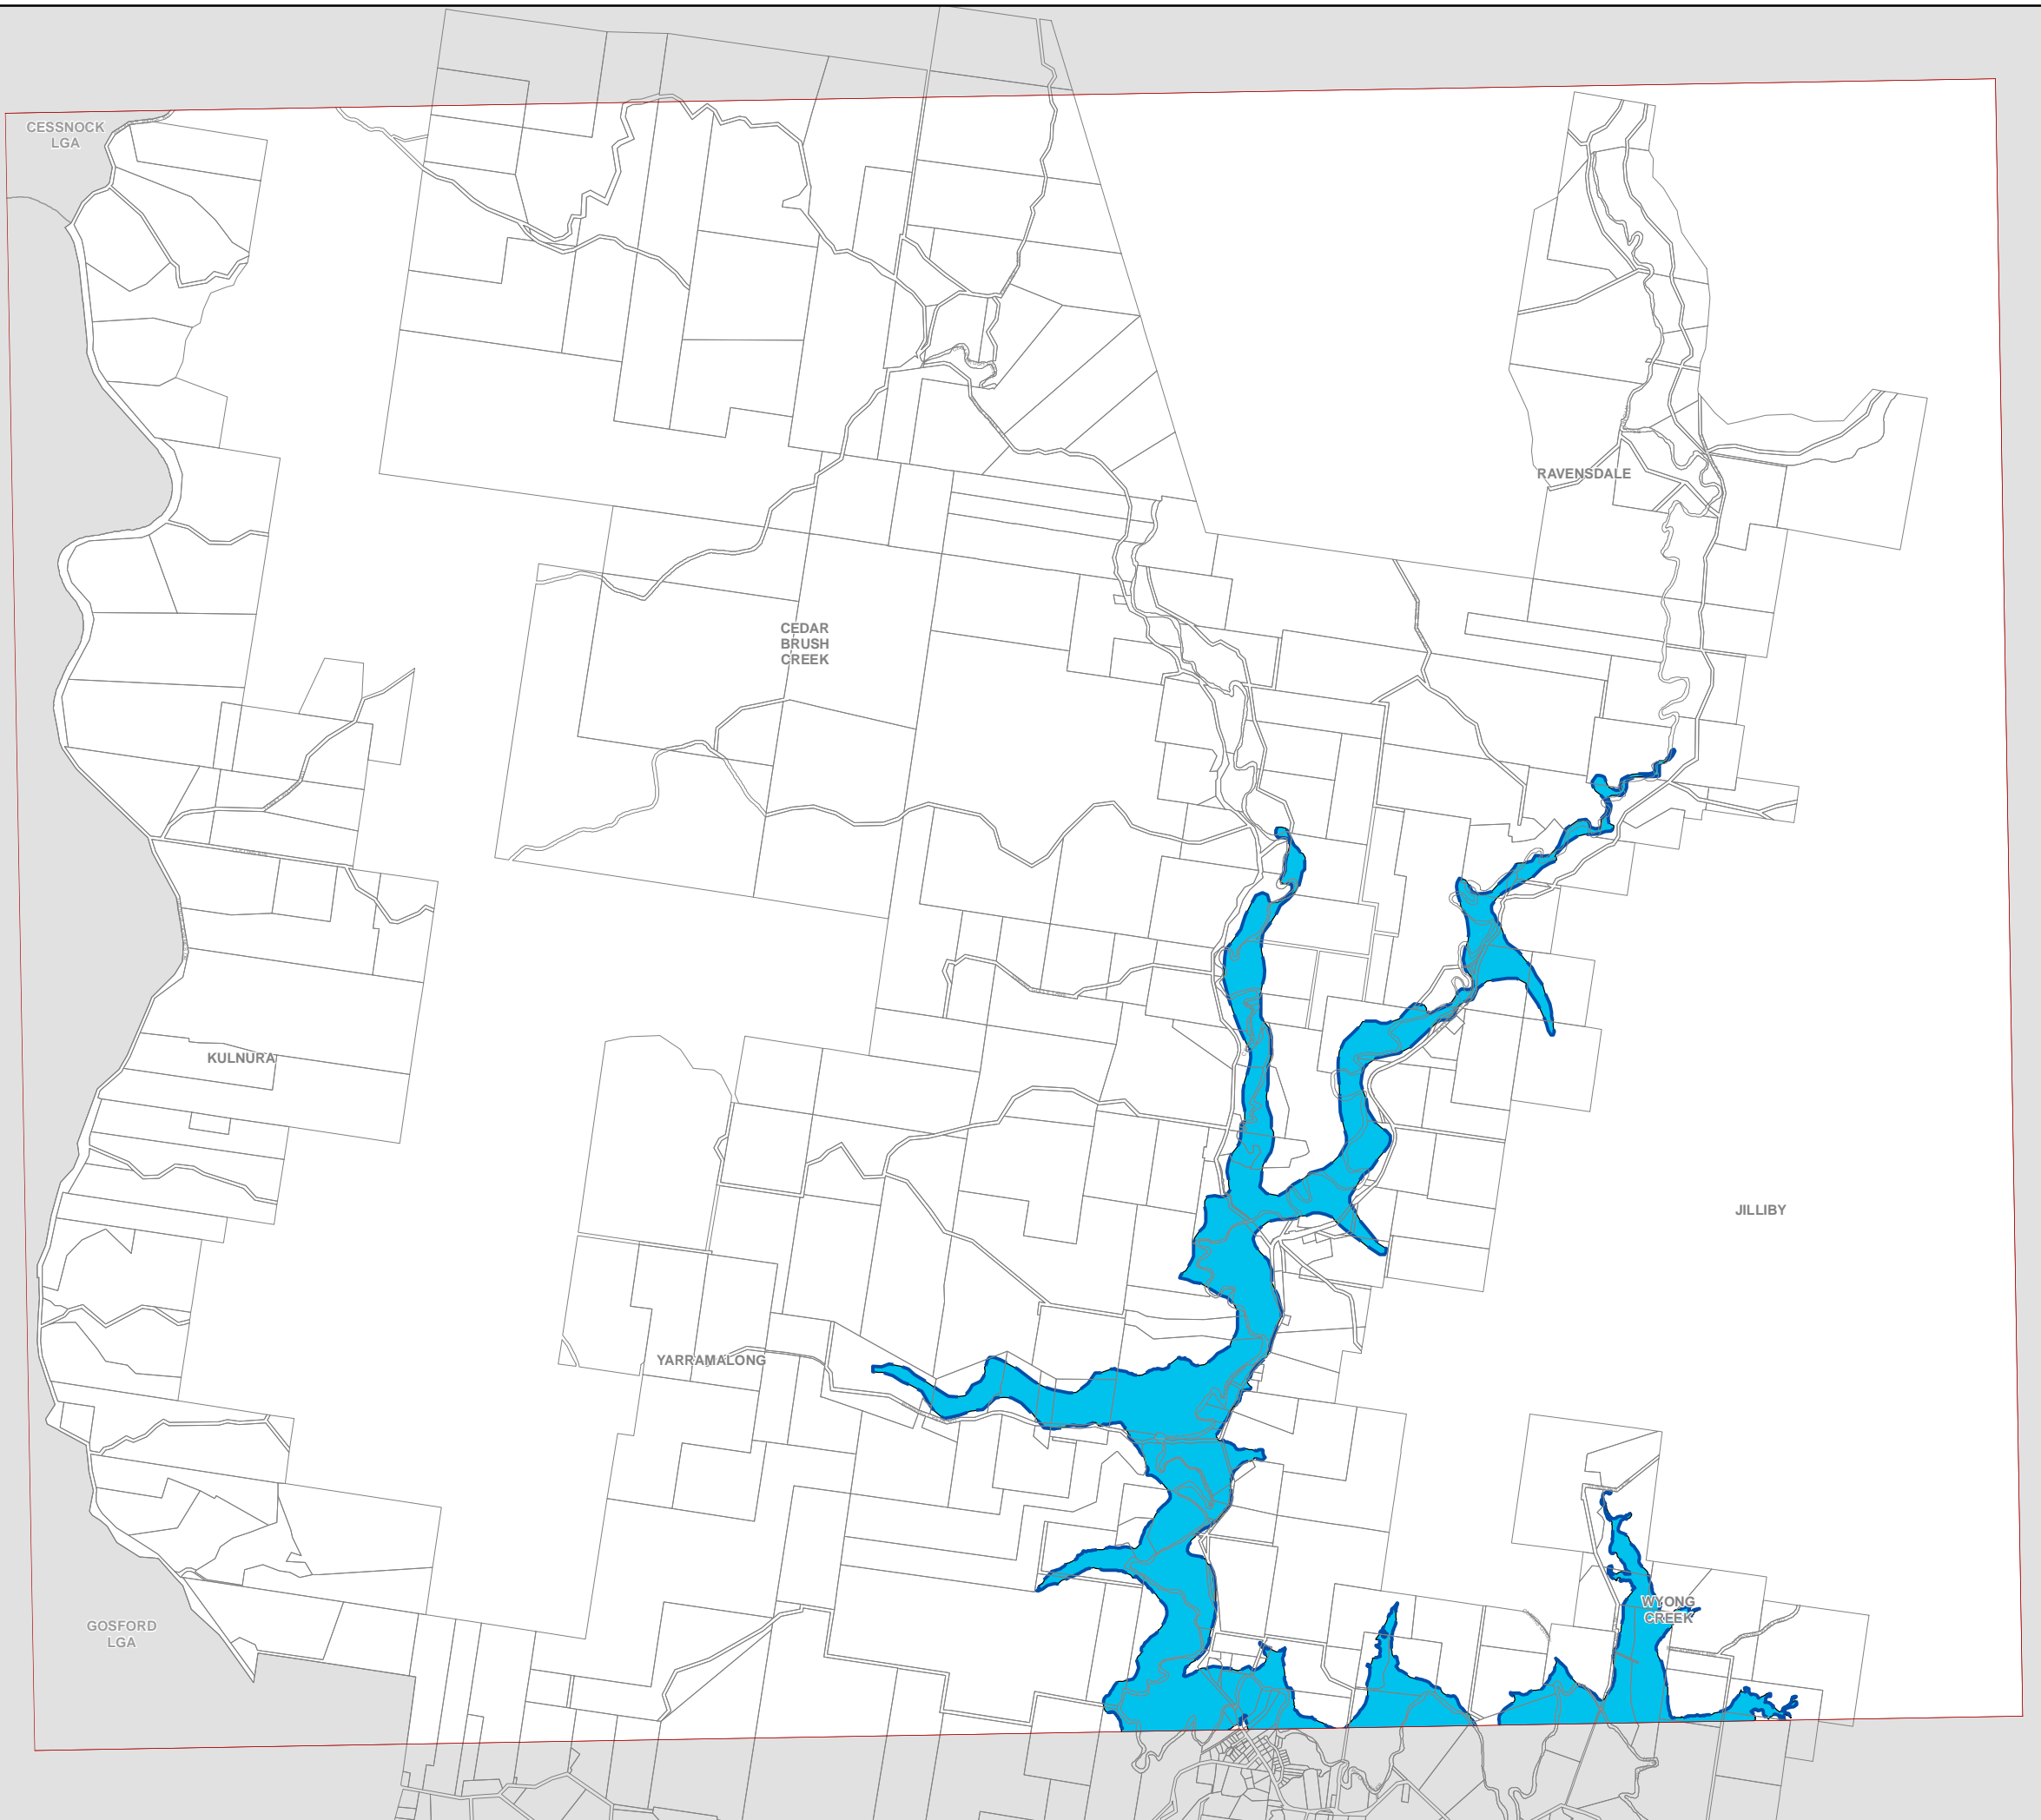 CESSNOCK
LGA
RAVENSDALE
CEDAR
BRUSH
CREEK
KULNURA
JILLIBY
YARRAMALONG
WYONG
CREEK
GOSFORD
LGA